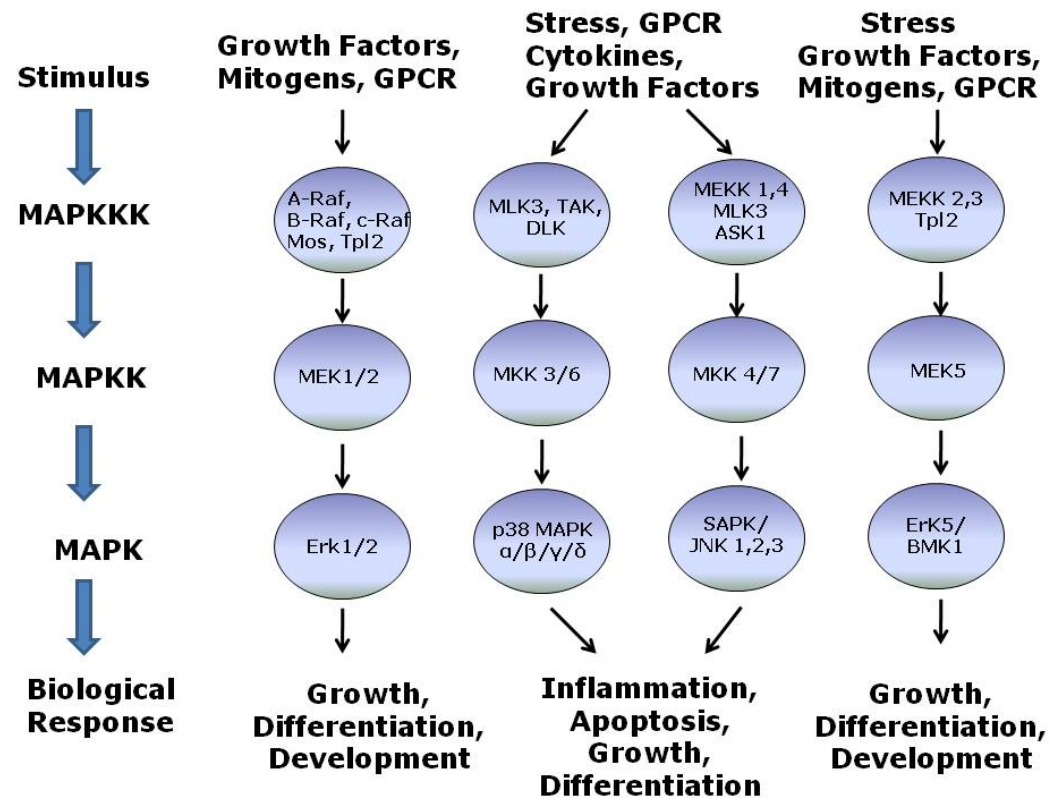 Stimulus
Growth Factors,
Mitogens, GPCR
Stress, GPCR
Cytokines,
Growth Factors
Stress
Growth Factors,
Mitogens, GPCR
MAPKKK
A-Raf,
B-Raf, c-Raf
Mos, Tpl2
MLK3, TAK,
DLK
MEKK 1,4
MLK3
ASK1
MEKK 2,3
Tpl2
MAPKK
MEK1/2
MKK 3/6
MKK 4/7
MEK5
MAPK
Erk1/2
p38 MAPK
α/β/γ/δ
SAPK/
JNK 1,2,3
ErK5/
BMK1
Biological
Response
Growth,
Differentiation,
Development
Inflammation,
Apoptosis,
Growth,
Differentiation
Growth,
Differentiation,
Development